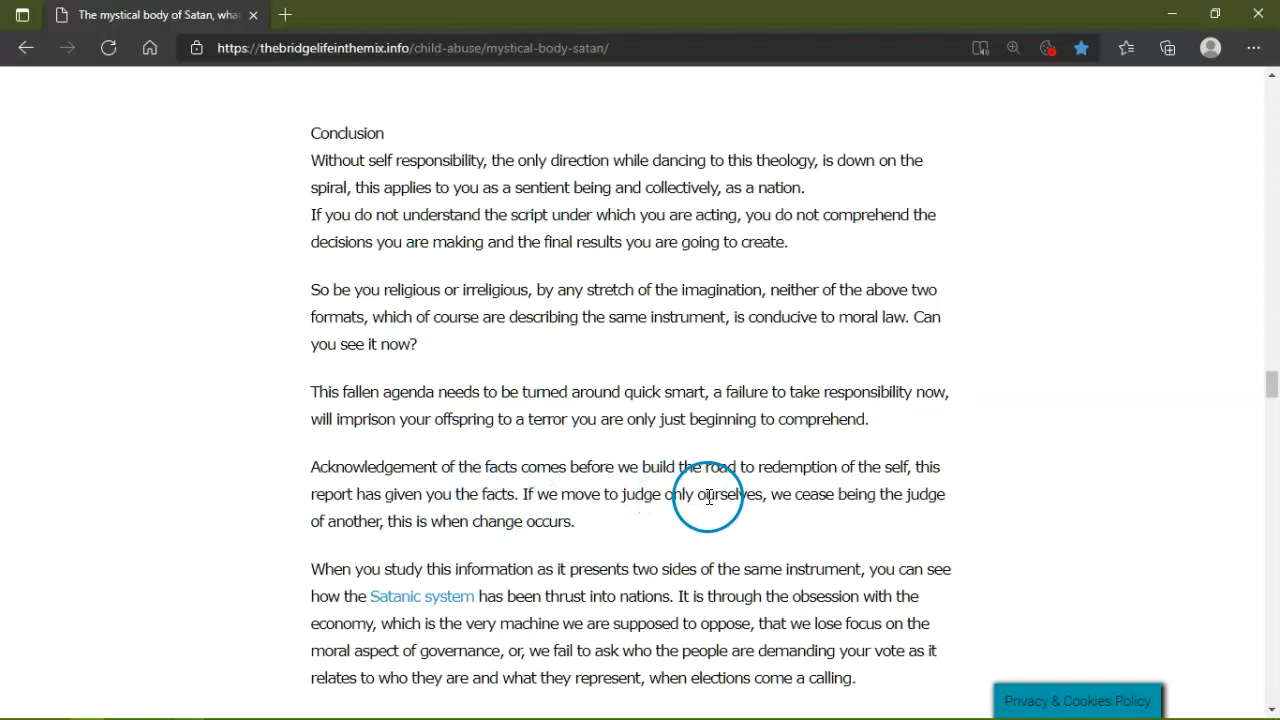 The mystical body of Satan, wha
https://thebridgelifeinthemix.info/child-abuse/mystical-body-satan/
Conclusion
Without self responsibility, the only direction while dancing to this theology, is down on the
spiral, this applies to you as a sentient being and collectively, as a nation.
If you do not understand the script under which you are acting, you do not comprehend the
decisions you are making and the final results you are going to create.
So be you religious or irreligious, by any stretch of the imagination, neither of the above two
formats, which of course are describing the same instrument, is conducive to moral law. Can
you see it now?
This fallen agenda needs to be turned around quick smart, a failure to take responsibility now,
will imprison your offspring to a terror you are only just beginning to comprehend.
Acknowledgement of the facts comes before we build the road to redemption of the self, this
report has given you the facts. If we move to judge only ourselves, we cease being the judge
of another, this is when change occurs.
When you study this information as it presents two sides of the same instrument, you can see
how the Satanic system has been thrust into nations. It is through the obsession with the
economy, which is the very machine we are supposed to oppose, that we lose focus on the
moral aspect of governance, or, we fail to ask who the people are demanding your vote as it
relates to who they are and what they represent, when elections come a calling.
Privacy & Cookies Policy